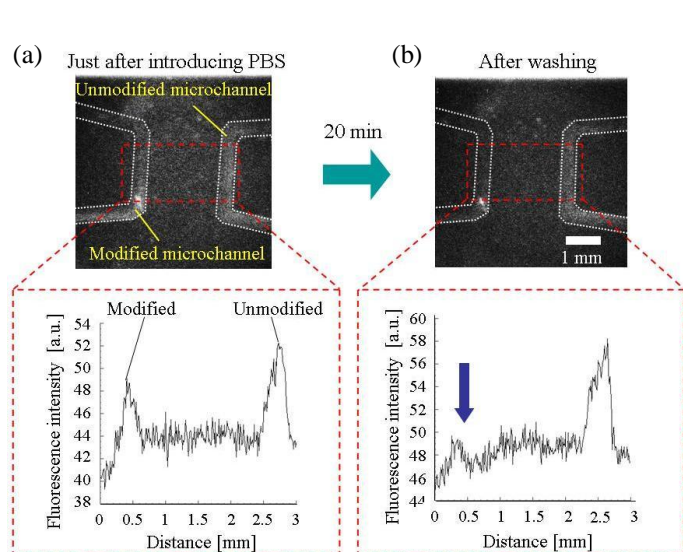 (a)
Just after introducing PBS
Unmodified microchannel
Modified microchannel
20 min
(b)
After washing
1 mm
Modified
Unmodified
Fluorescence intensity [a.u.]
54
52
50
48
46
44
42
40
38
0
0.5
1
1.5
2
2.5
3
Distance [mm]
Fluorescence intensity [a.u.]
60
58
56
54
52
50
48
46
44
0
0.5
1
1.5
2
2.5
3
Distance [mm]